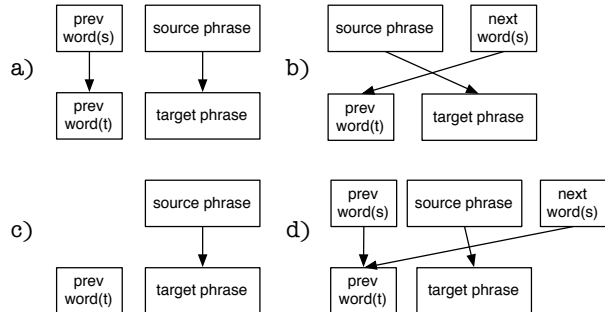 prev
word(s)
source phrase
a)
prev
word(t)
target phrase
source phrase
next
word(s)
b)
prev
word(t)
target phrase
source phrase
c)
prev
word(t)
target phrase
prev
word(s)
source phrase
next
word(s)
d)
prev
word(t)
target phrase